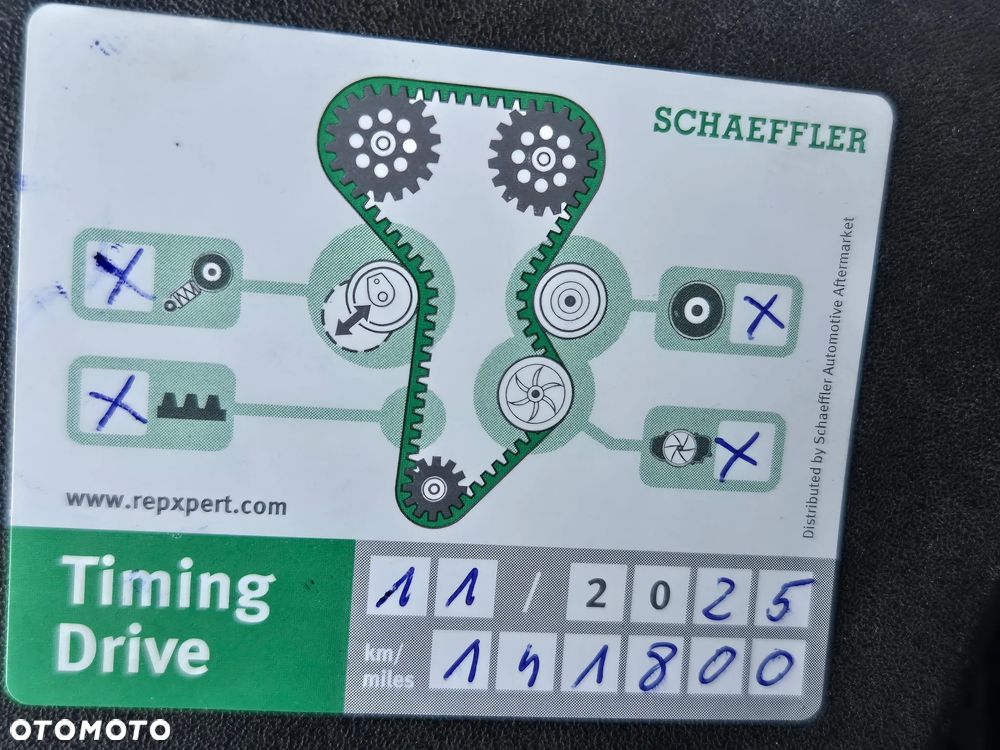 SCHAEFFLER
X
X
X
X
www.repxpert.com
Distributed by Schaeffler Automotive Aftermarket
Timing
Drive
11 / 2025
km/
miles
141800
OTOMOTO